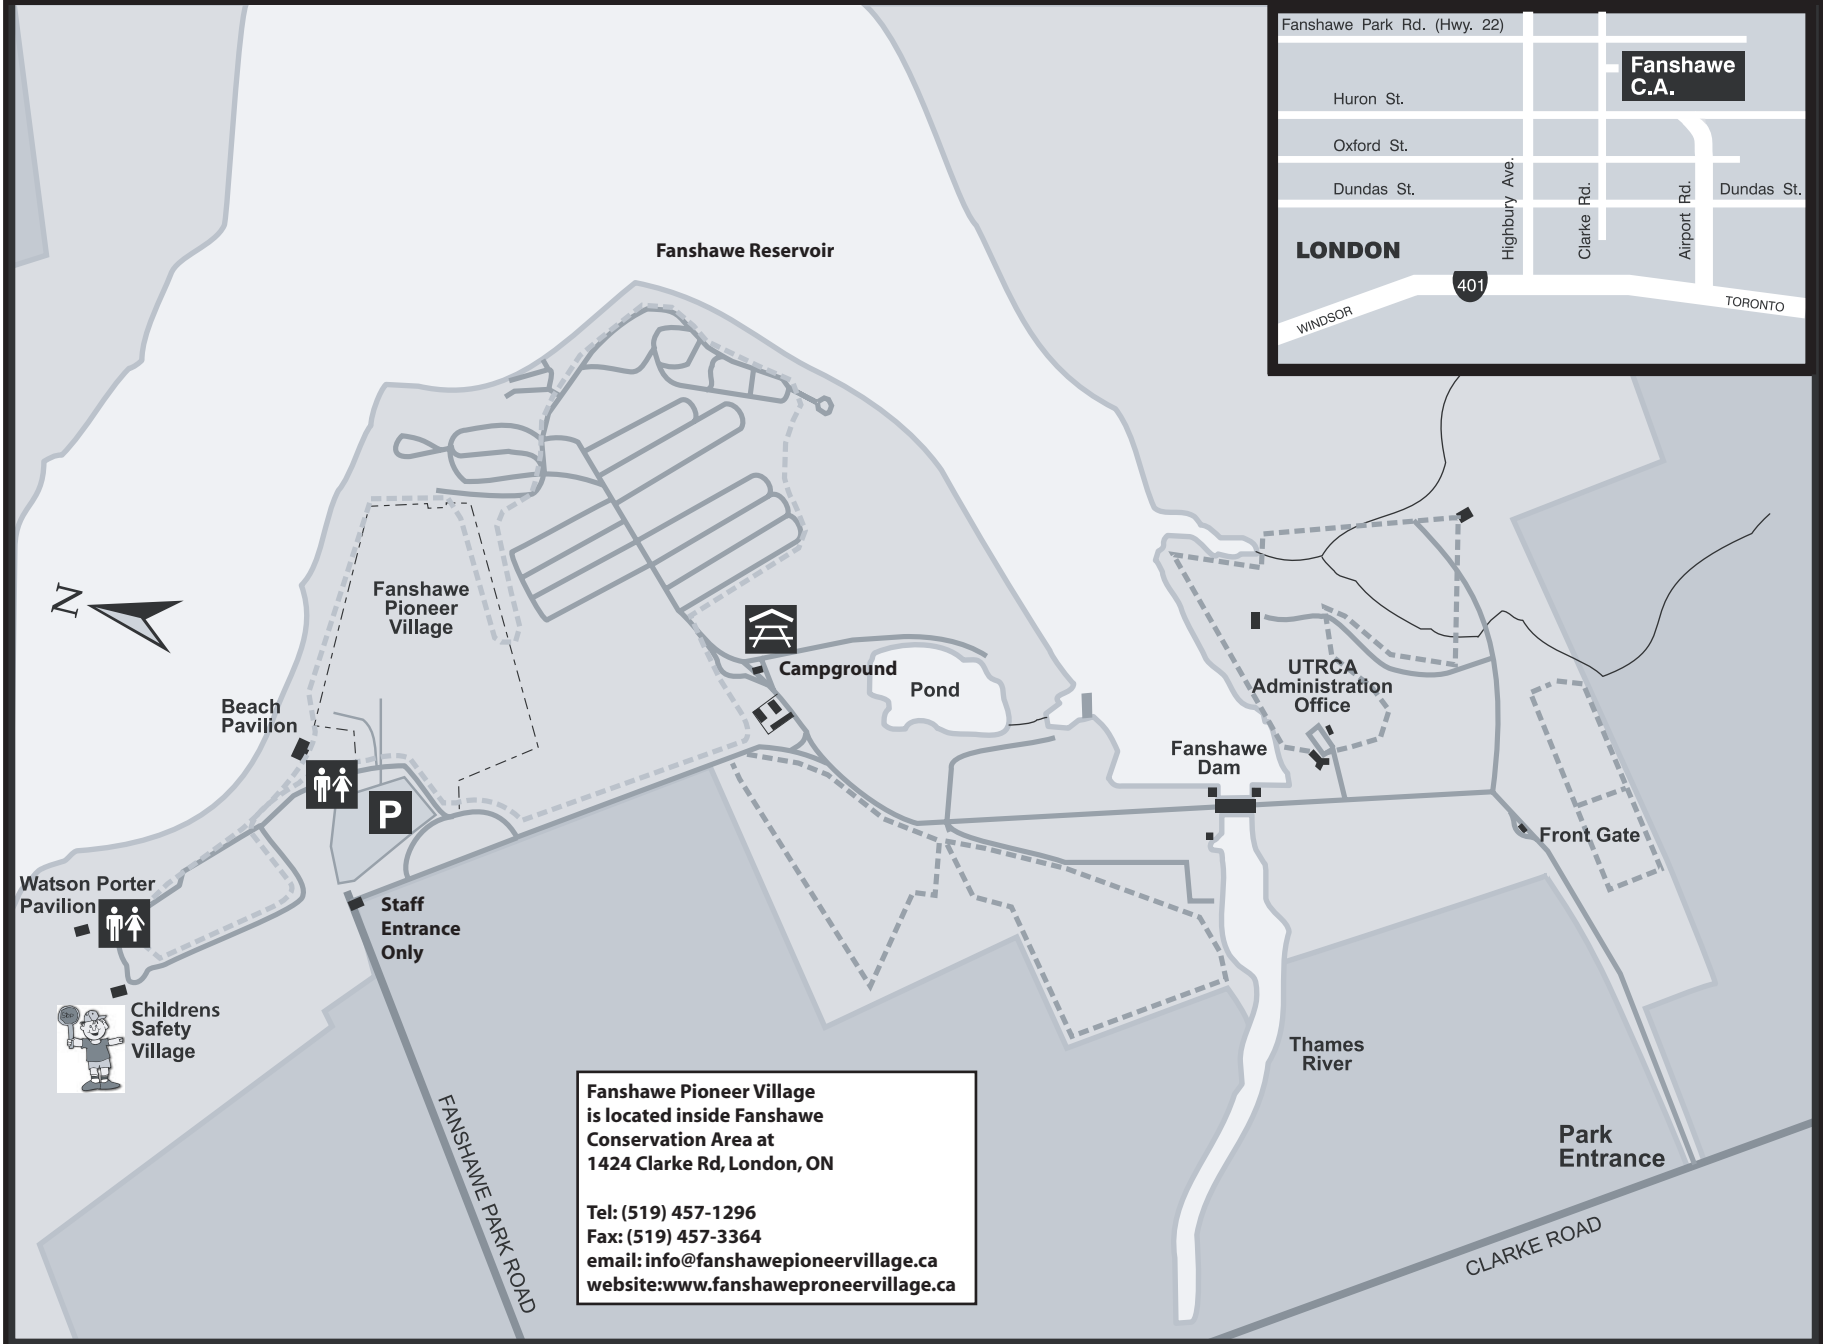 Fanshawe Park Rd. (Hwy. 22)
Fanshawe
C.A.
Huron St.
Oxford St.
Dundas St.
Dundas St.
Highbury Ave.
Clarke Rd.
Airport Rd.
LONDON
401
WINDSOR
TORONTO
Fanshawe Reservoir
N
Fanshawe
Pioneer
Village
Campground
Pond
UTRCA
Administration
Office
Beach
Pavilion
Fanshawe
Dam
P
Front Gate
Watson Porter
Pavilion
Staff
Entrance
Only
Childrens
Safety
Village
Thames
River
FANSHAWE PARK ROAD
Fanshawe Pioneer Village
is located inside Fanshawe
Conservation Area at
1424 Clarke Rd, London, ON
Tel: (519) 457-1296
Fax: (519) 457-3364
email: info@fanshawepioneervillage.ca
website:www.fanshaweproneervillage.ca
Park
Entrance
CLARKE ROAD